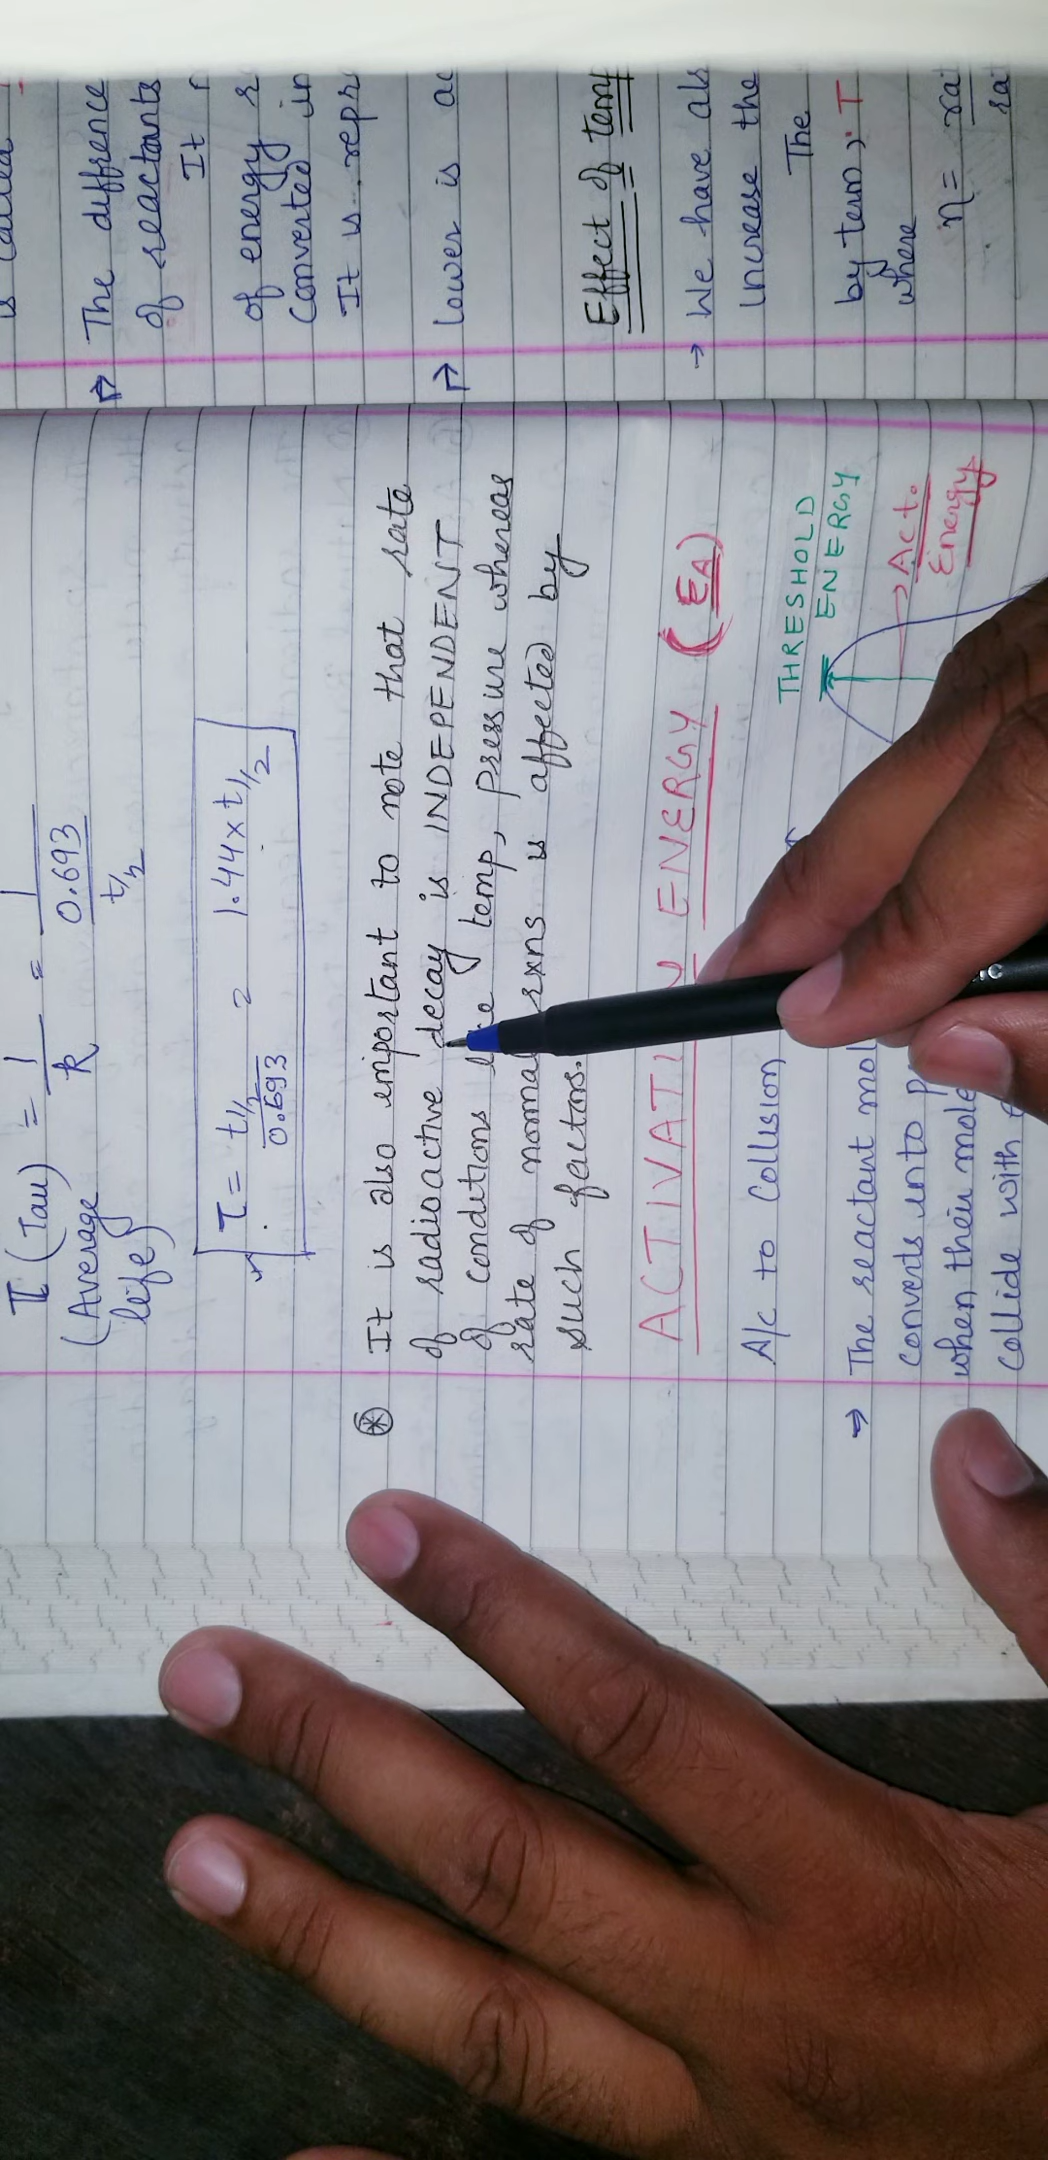 τ (Tau) = 1/k = 1/(0.693/t1/2)
(Average
life)
τ = t1/2/0.693 = 1.44 x t1/2
It is also important to note that rate
of radioactive decay is INDEPENDENT
of conditions temp, pressure whereas
rate of normal rxns is affected by
such factors.
ACTIVATI N ENERGY (EA)
A/c to Collision
THRESHOLD
ENERGY
→ Act.
Energy
→ The reactant mol
converts into
when their mole
collide with
The diffrence
of reactants
It
of energy
Converted in
It is repr
lower is
Effect of temp
→ We have als
increase the
The
by term, T
where
n = rat
rat